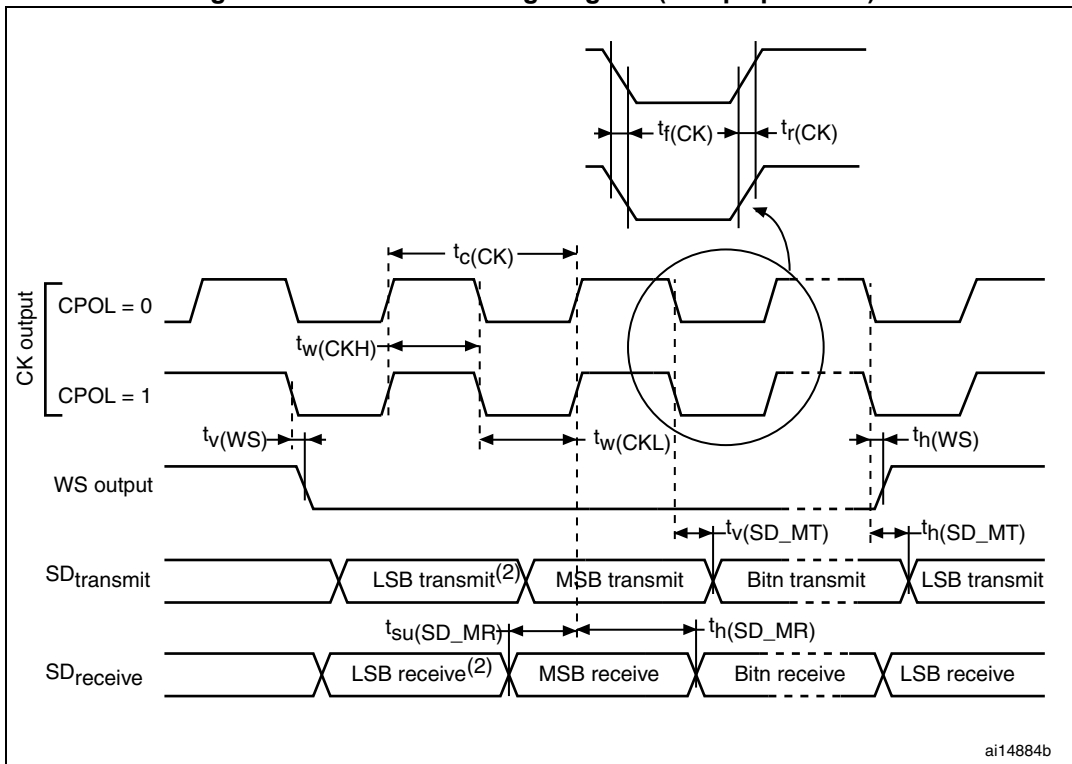 tf(CK)
tr(CK)
tc(CK)
CK output
CPOL = 0
tw(CKH)
CPOL = 1
tv(WS)
tw(CKL)
th(WS)
WS output
tv(SD_MT)
th(SD_MT)
SDtransmit
LSB transmit(2)
MSB transmit
Bitn transmit
LSB transmit
tsu(SD_MR)
th(SD_MR)
SDreceive
LSB receive(2)
MSB receive
Bitn receive
LSB receive
ai14884b